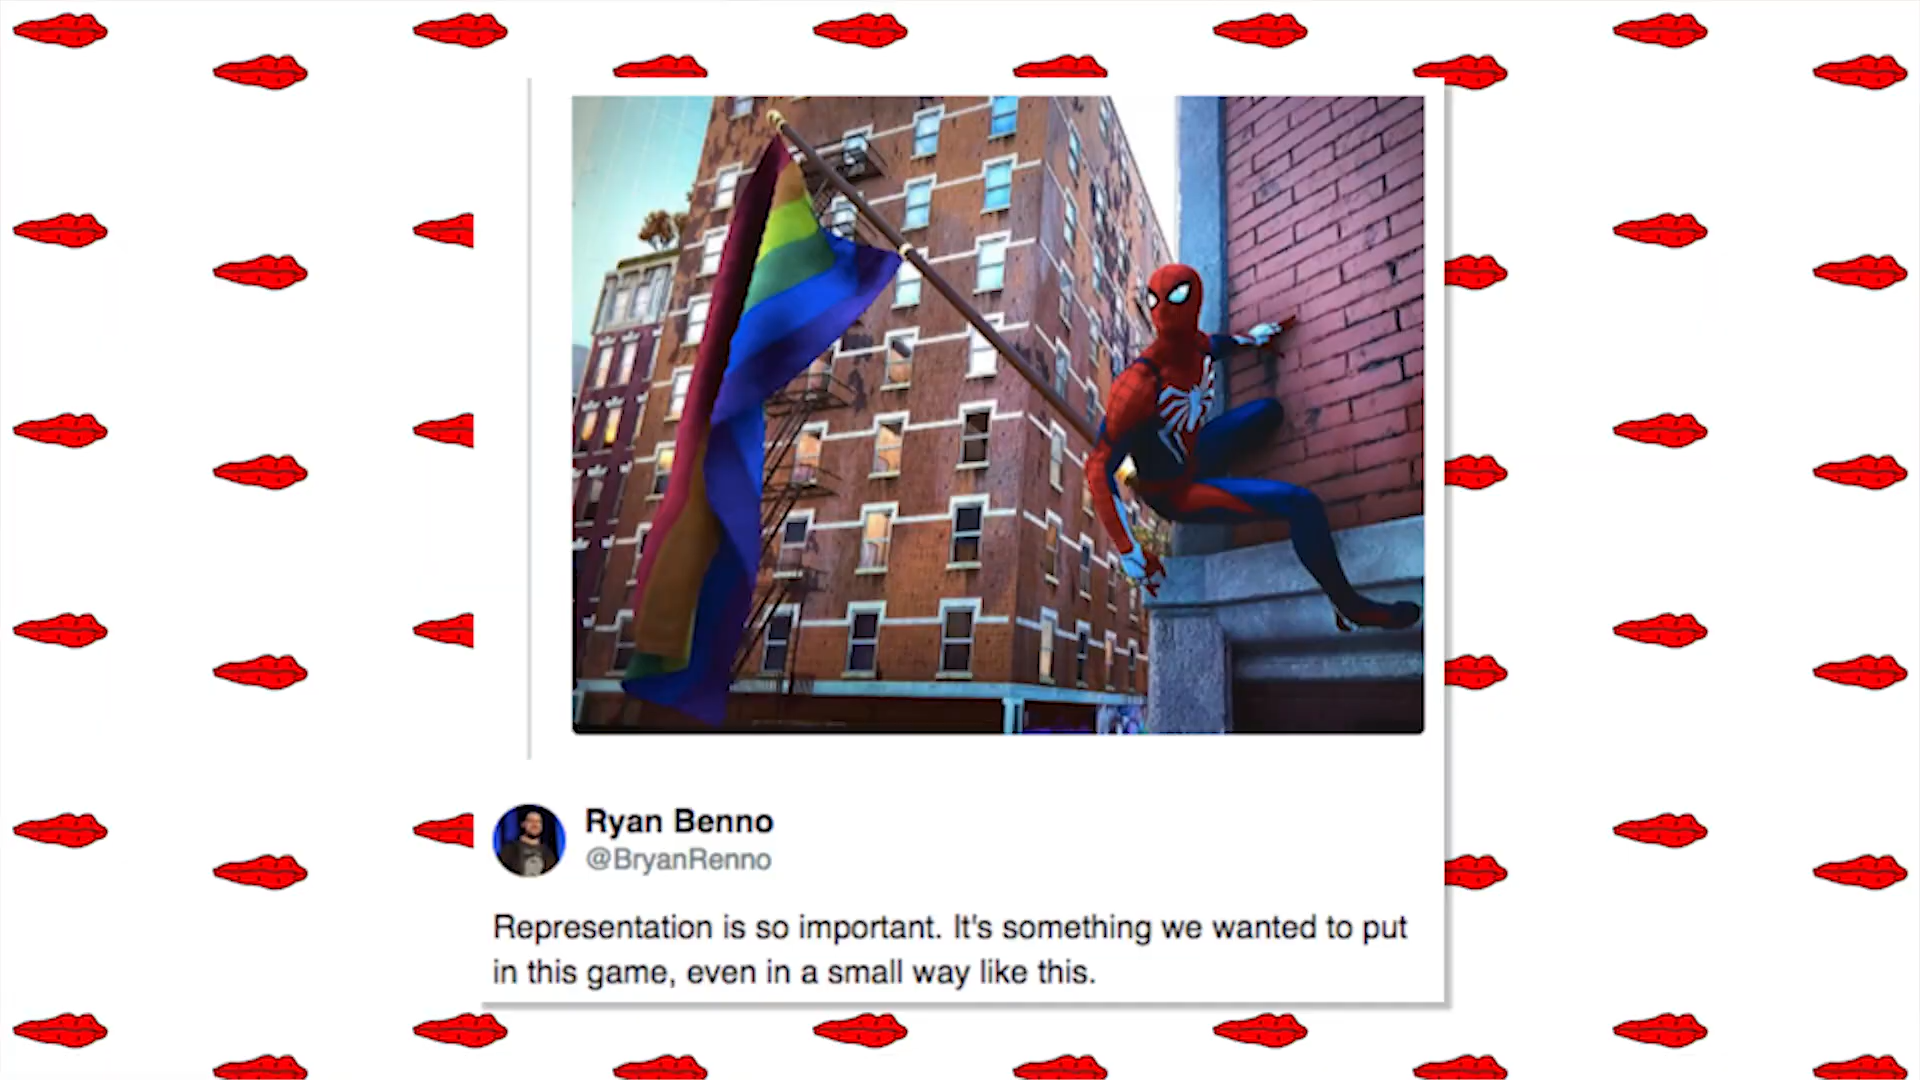 Ryan Benno
@BryanRenno
Representation is so important. It's something we wanted to put
in this game, even in a small way like this.